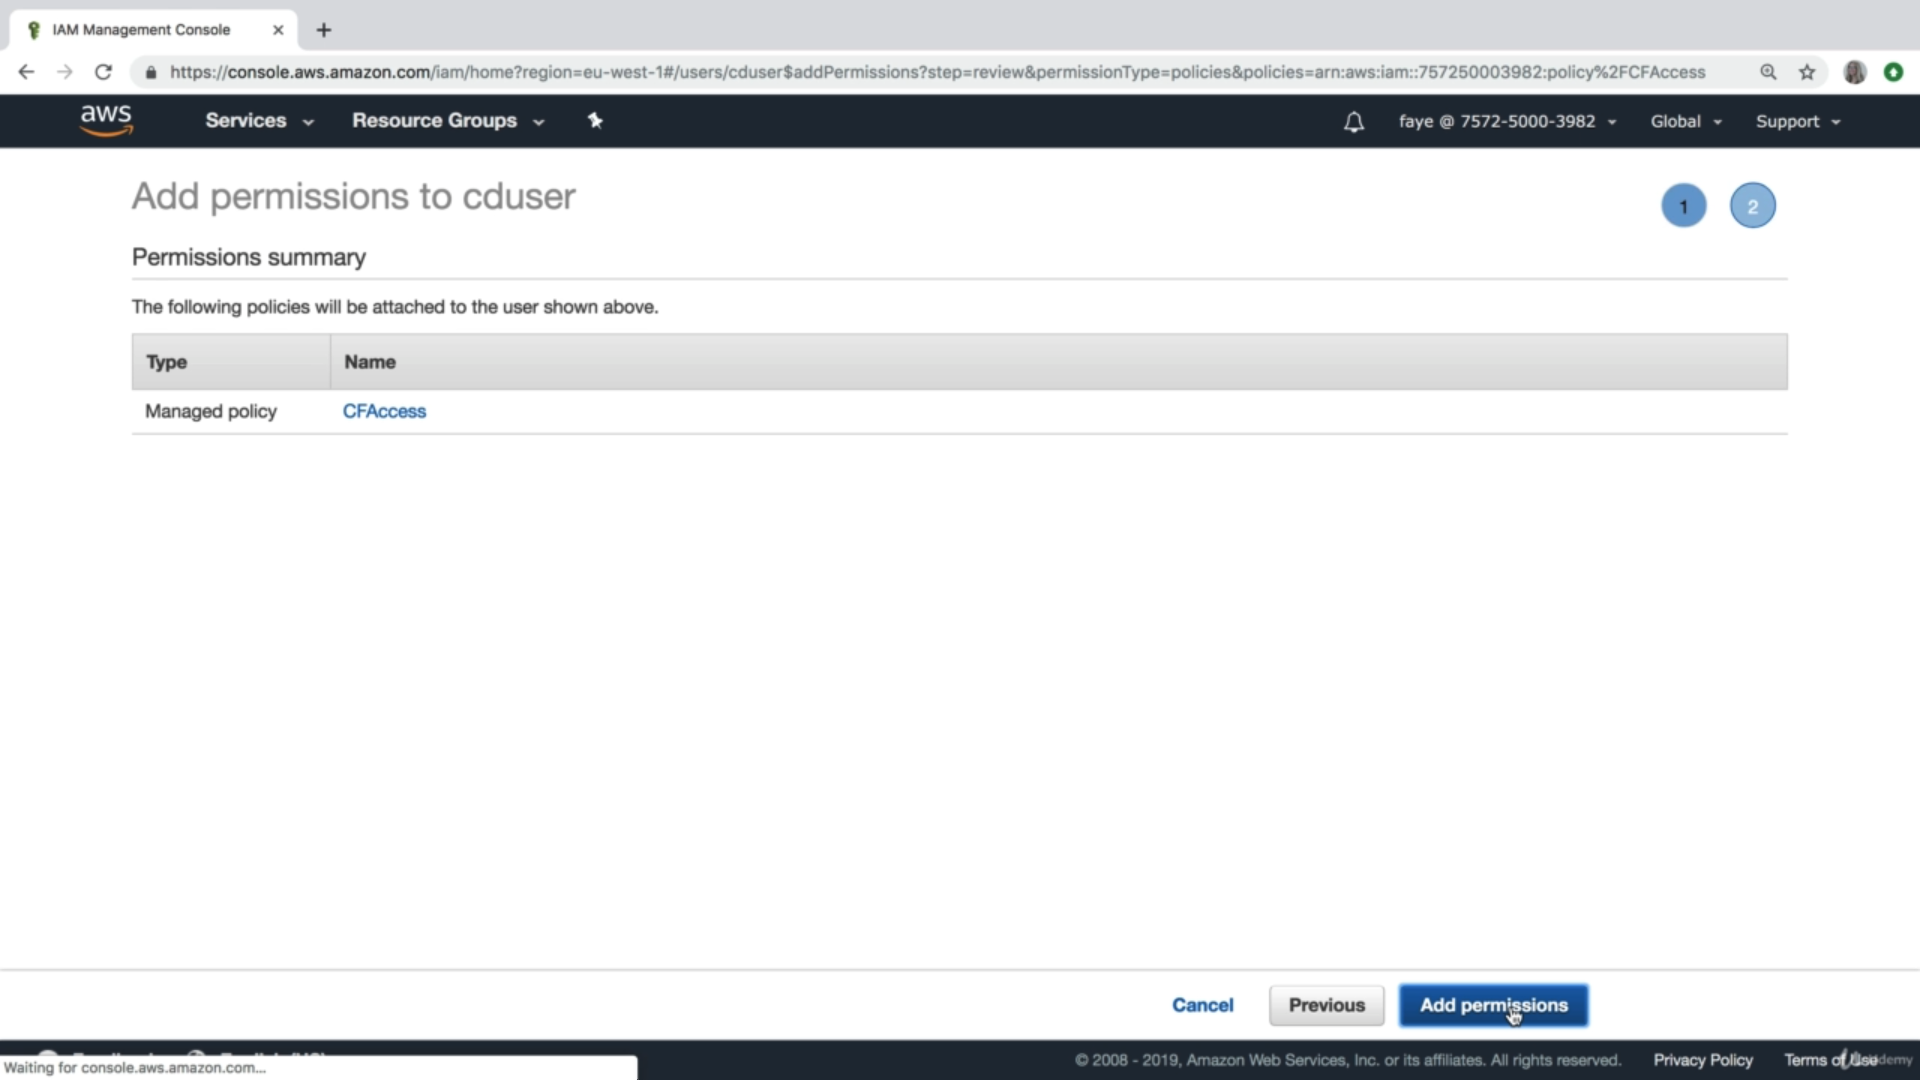 IAM Management Console
https://console.aws.amazon.com/iam/home?region=eu-west-1#/users/cduser$addPermissions?step=review&permissionType=policies&policies=arn:aws:iam::757250003982:policy%2FCFAccess
aws Services Resource Groups faye @ 7572-5000-3982 Global Support
Add permissions to cduser 1 2
Permissions summary
The following policies will be attached to the user shown above.
Type Name
Managed policy CFAccess
Cancel Previous Add permissions
© 2008 - 2019, Amazon Web Services, Inc. or its affiliates. All rights reserved. Privacy Policy Terms of Use
Waiting for console.aws.amazon.com...